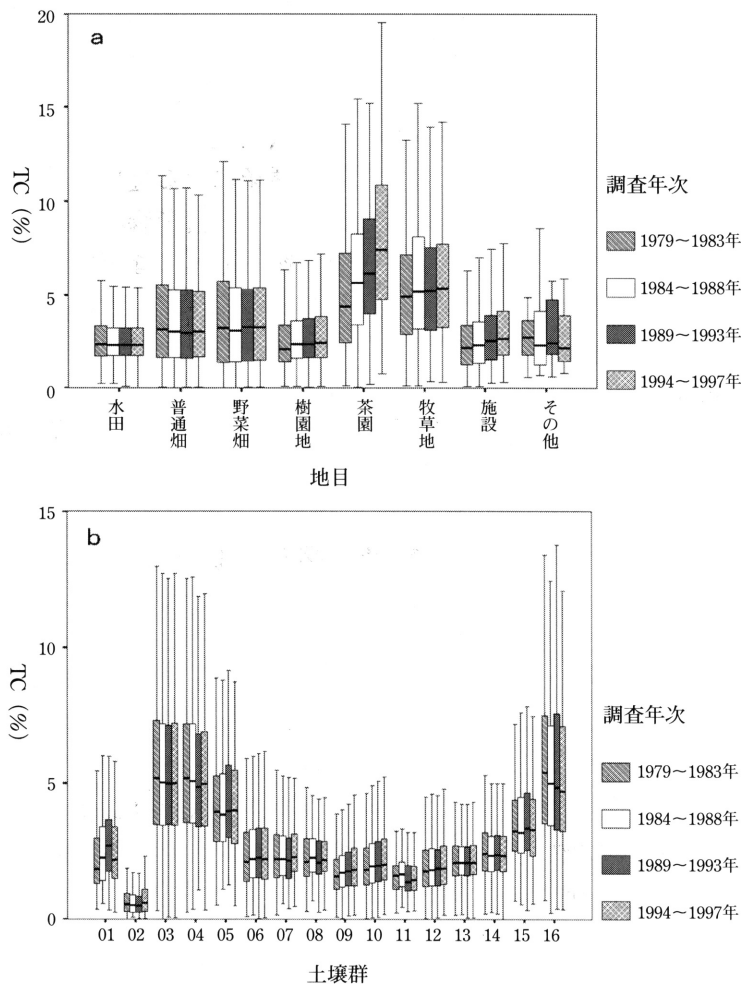 a
20
15
10
5
0
TC (%)
水田
普通畑
野菜畑
樹園地
茶園
牧草地
施設
その他
地目
調査年次
1979~1983年
1984~1988年
1989~1993年
1994~1997年
b
15
10
5
0
TC (%)
01 02 03 04 05 06 07 08 09 10 11 12 13 14 15 16
土壌群
調査年次
1979~1983年
1984~1988年
1989~1993年
1994~1997年